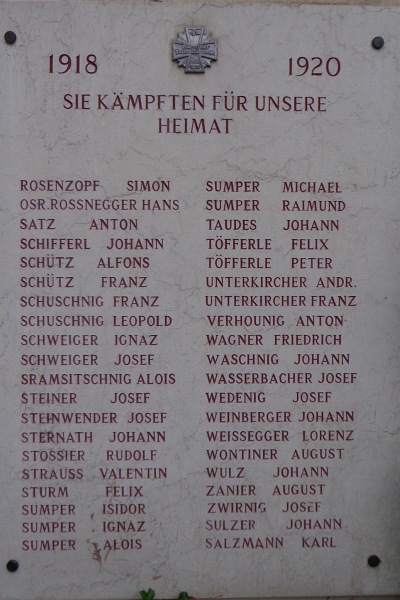 1918
1920
SIE KÄMPFTEN FÜR UNSERE
HEIMAT
ROSENZOPF SIMON
OSR. ROSSNEGGER HANS
SATZ ANTON
SCHIFFERL JOHANN
SCHÜTZ ALFONS
SCHÜTZ FRANZ
SCHUSCHNIG FRANZ
SCHUSCHNIG LEOPOLD
SCHWEIGER IGNAZ
SCHWEIGER JOSEF
SRAMSITSCHNIG ALOIS
STEINER JOSEF
STEINWENDER JOSEF
STERNATH JOHANN
STOSSIER RUDOLF
STRAUSS VALENTIN
STURM FELIX
SUMPER ISIDOR
SUMPER IGNAZ
SUMPER ALOIS
SUMPER MICHAEL
SUMPER RAIMUND
TAUDES JOHANN
TÖFFERLE FELIX
TÖFFERLE PETER
UNTERKIRCHER ANDR.
UNTERKIRCHER FRANZ
VERHOUNIG ANTON
WAGNER FRIEDRICH
WASCHNIG JOHANN
WASSERBACHER JOSEF
WEDENIG JOSEF
WEINBERGER JOHANN
WEISSEGGER LORENZ
WONTINER AUGUST
WULZ JOHANN
ZANIER AUGUST
ZWIRNIG JOSEF
SULZER JOHANN
SALZMANN KARL